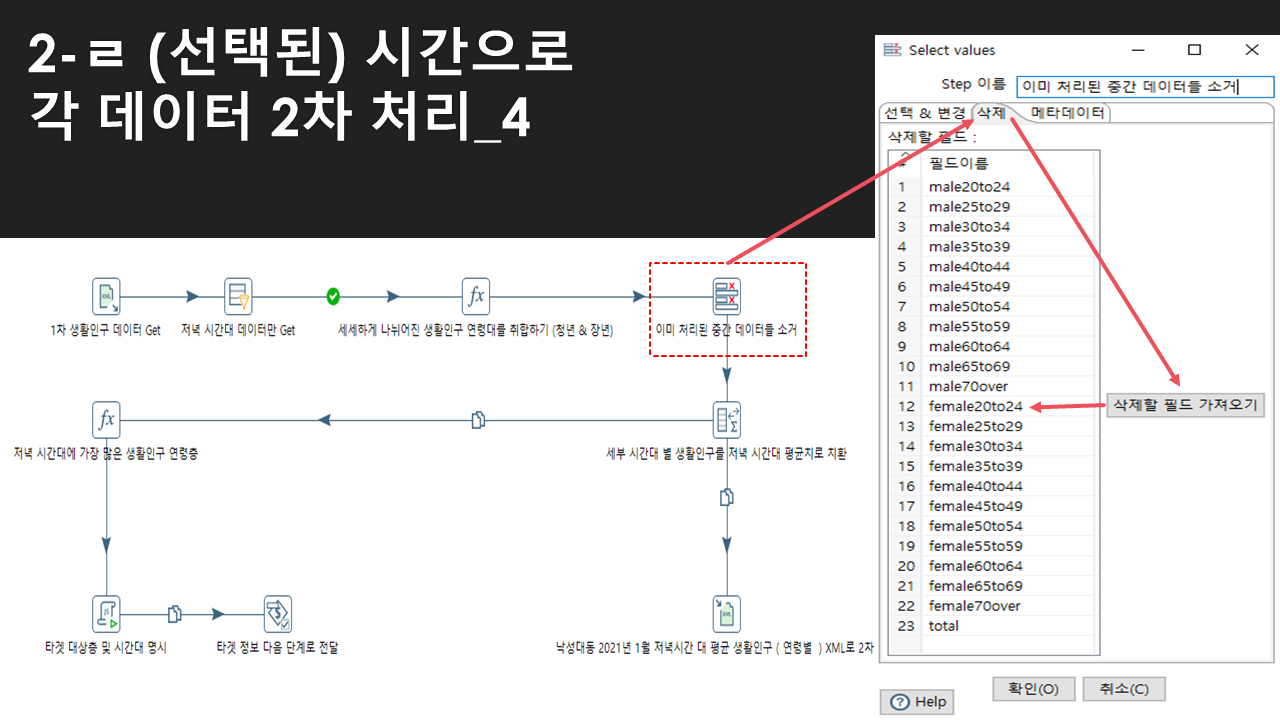 2-ㄹ (선택된) 시간으로
각 데이터 2차 처리_4
1차 생활인구 데이터 Get
저녁 시간대 데이터만 Get
세세하게 나뉘어진 생활인구 연령대를 취합하기 (청년 & 장년)
이미 처리된 중간 데이터들 소거
저녁 시간대에 가장 많은 생활인구 연령층
세부 시간대 별 생활인구를 저녁 시간대 평균치로 치환
타겟 대상층 및 시간대 명시
타겟 정보 다음 단계로 전달
낙성대동 2021년 1월 저녁시간 대 평균 생활인구 ( 연령별 ) XML로 2차
Select values
Step 이름
이미 처리된 중간 데이터들 소거
선택 & 변경
삭제
메타데이터
삭제할 필드 :
# 필드이름
1 male20to24
2 male25to29
3 male30to34
4 male35to39
5 male40to44
6 male45to49
7 male50to54
8 male55to59
9 male60to64
10 male65to69
11 male70over
12 female20to24
13 female25to29
14 female30to34
15 female35to39
16 female40to44
17 female45to49
18 female50to54
19 female55to59
20 female60to64
21 female65to69
22 female70over
23 total
삭제할 필드 가져오기
확인(O)
취소(C)
Help